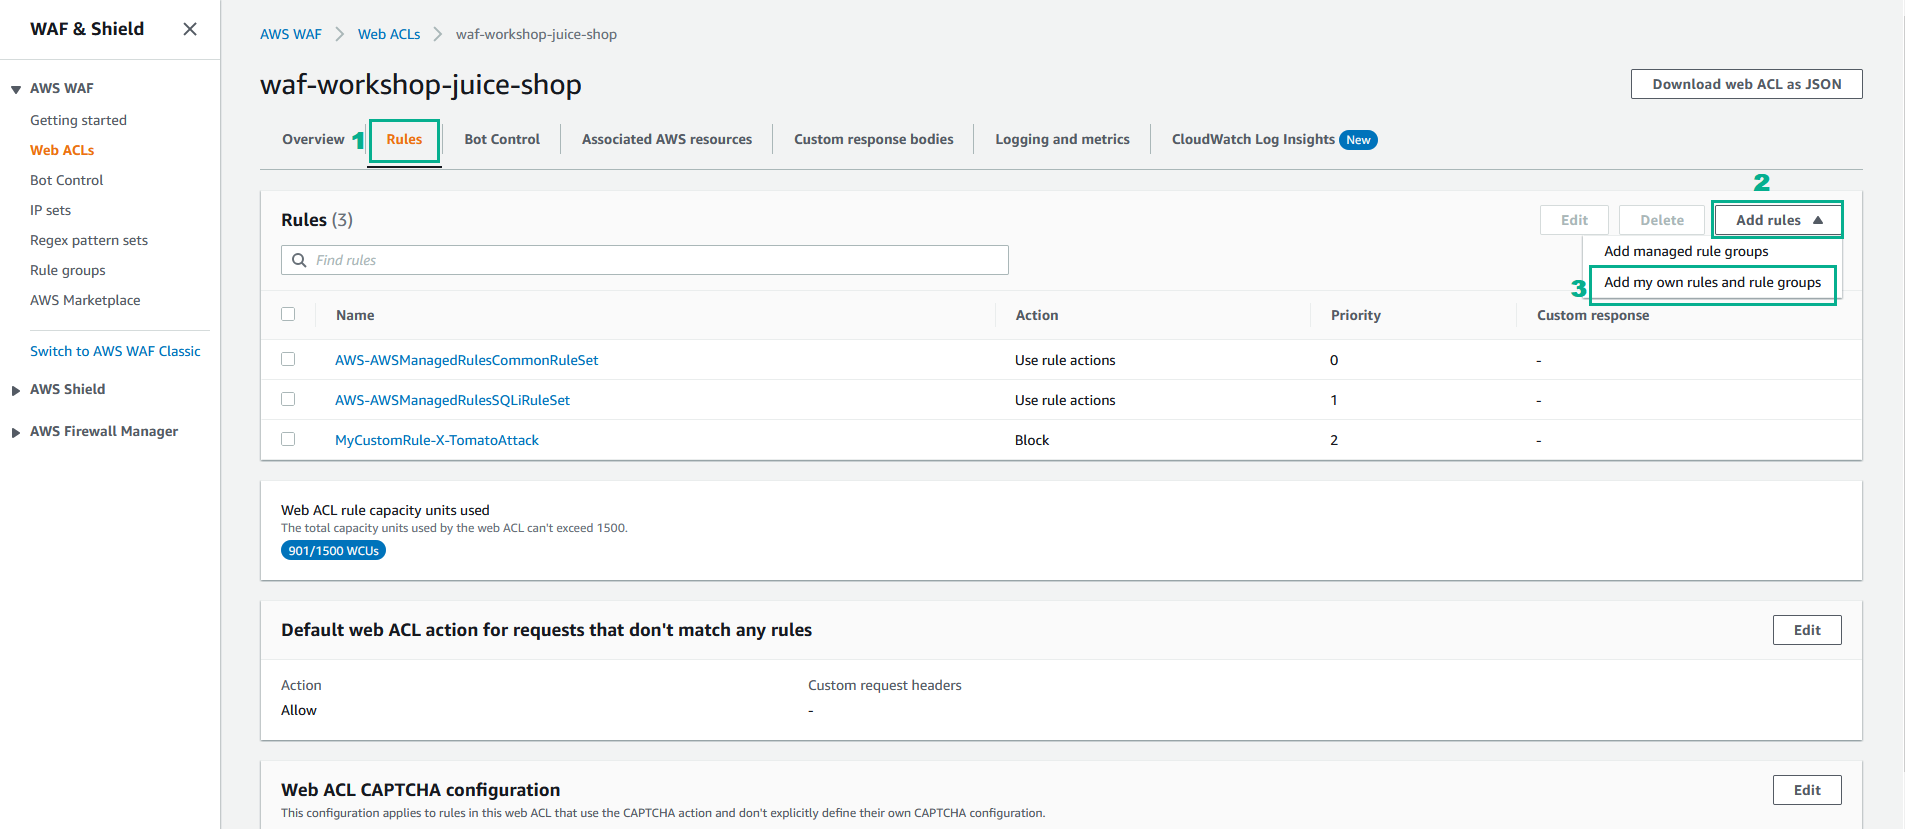 WAF & Shield
AWS WAF
Getting started
Web ACLs
Bot Control
IP sets
Regex pattern sets
Rule groups
AWS Marketplace
Switch to AWS WAF Classic
AWS Shield
AWS Firewall Manager
AWS WAF > Web ACLs > waf-workshop-juice-shop
waf-workshop-juice-shop
Download web ACL as JSON
Overview 1 Rules Bot Control Associated AWS resources Custom response bodies Logging and metrics CloudWatch Log Insights New
2
Rules (3) Edit Delete Add rules
Find rules
Add managed rule groups
3 Add my own rules and rule groups
Name Action Priority Custom response
AWS-AWSManagedRulesCommonRuleSet Use rule actions 0 -
AWS-AWSManagedRulesSQLiRuleSet Use rule actions 1 -
MyCustomRule-X-TomatoAttack Block 2 -
Web ACL rule capacity units used
The total capacity units used by the web ACL can't exceed 1500.
901/1500 WCUs
Default web ACL action for requests that don't match any rules Edit
Action Custom request headers
Allow -
Web ACL CAPTCHA configuration Edit
This configuration applies to rules in this web ACL that use the CAPTCHA action and don't explicitly define their own CAPTCHA configuration.